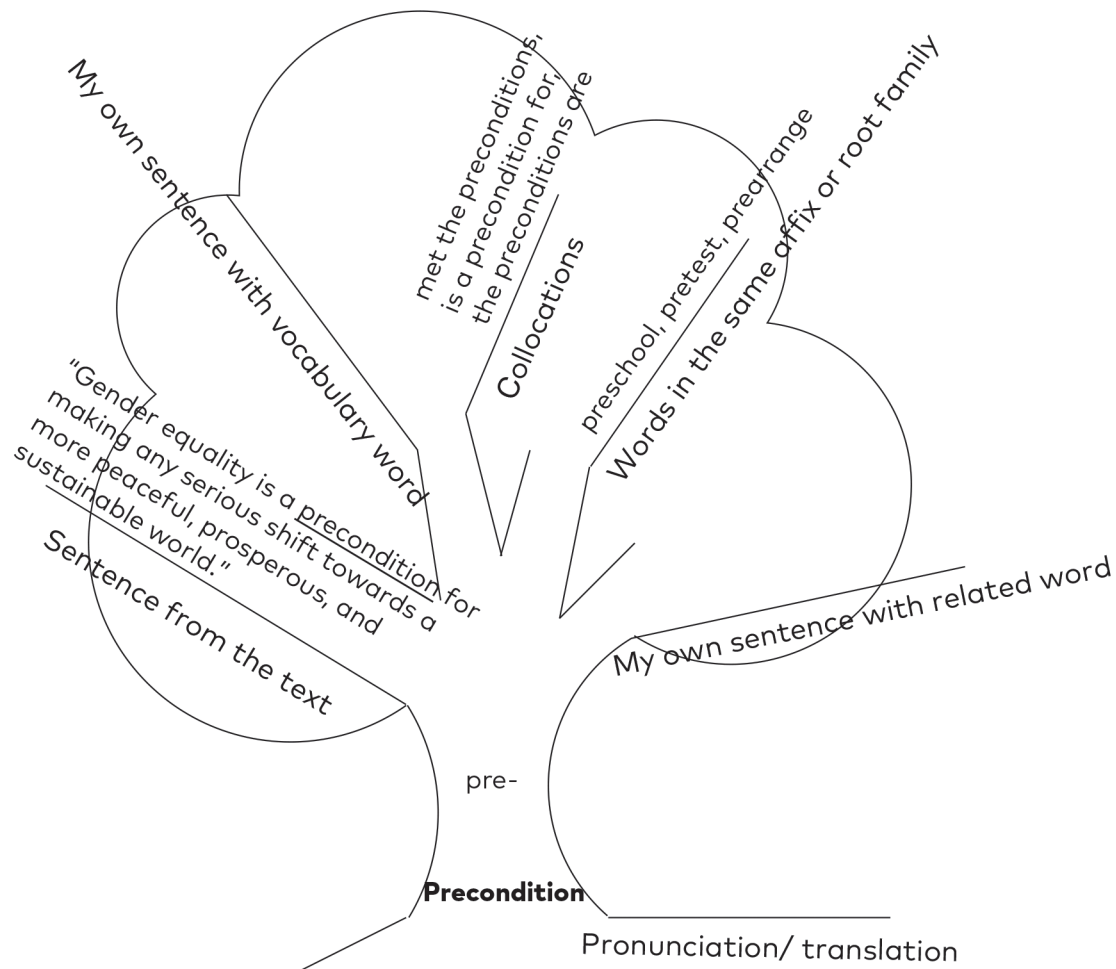 My own sentence with vocabulary word
met the preconditions,
is a precondition for,
the preconditions are
Collocations
preschool, pretest, prearrange
Words in the same affix or root family
"Gender equality is a precondition for
making any serious shift towards a
more peaceful, prosperous, and
sustainable world."
Sentence from the text
My own sentence with related word
pre-
Precondition
Pronunciation/ translation